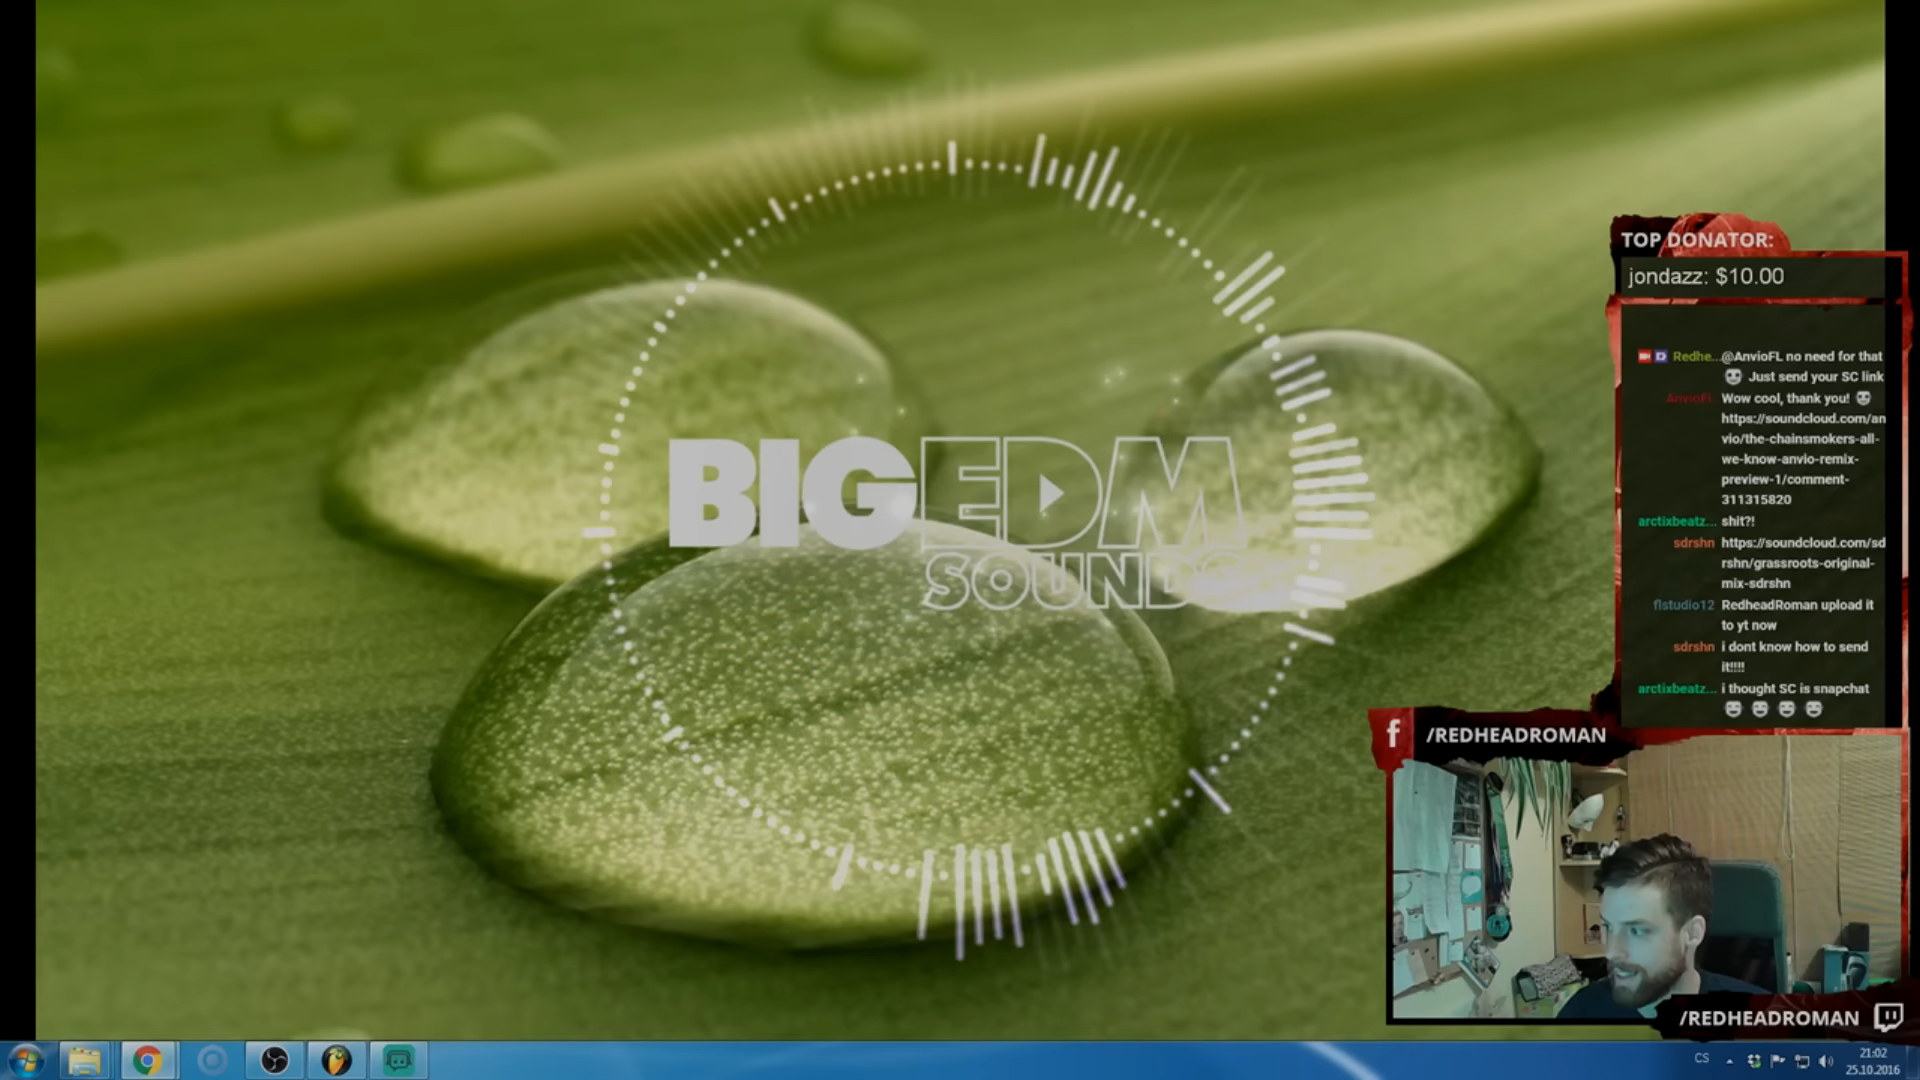 BIG EDM
SOUNDS
TOP DONATOR:
jondazz: $10.00
Redhe... @AnvioFL no need for that
Just send your SC link
AnvioFL Wow cool, thank you!
https://soundcloud.com/an
vio/the-chainsmokers-all-
we-know-anvio-remix-
preview-1/comment-
311315820
arctixbeatz... shit?!
sdrshn https://soundcloud.com/sd
rshn/grassroots-original-
mix-sdrshn
flstudio12 RedheadRoman upload it
to yt now
sdrshn i dont know how to send
it!!!!
arctixbeatz... i thought SC is snapchat
f /REDHEADROMAN
/REDHEADROMAN
CS
21:02
25.10.2016